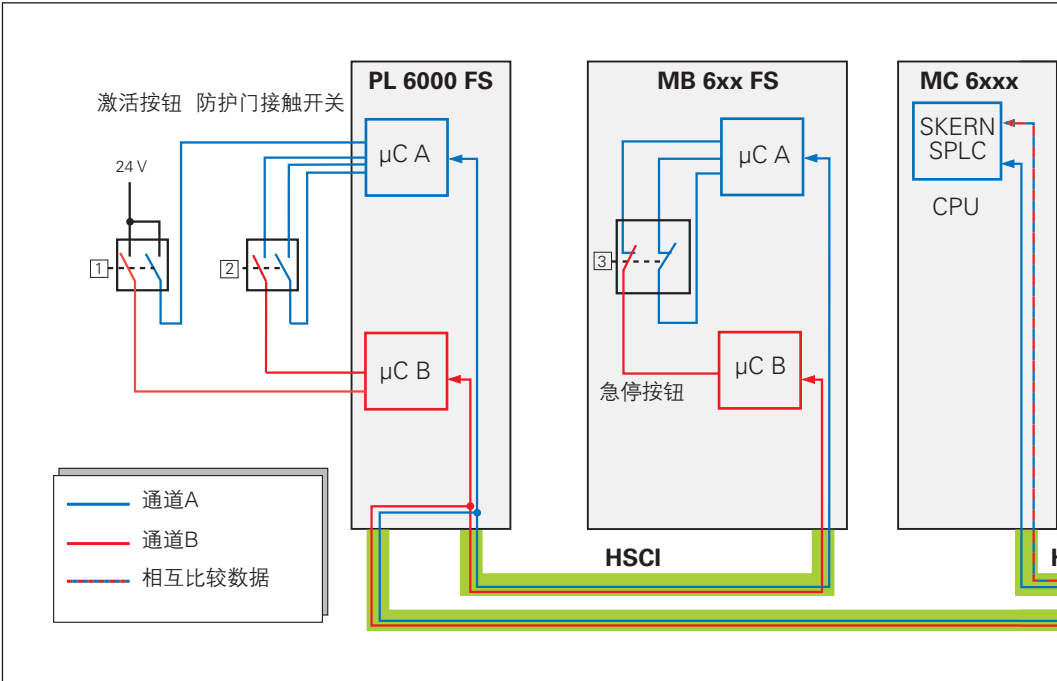 PL 6000 FS
MB 6xx FS
MC 6xxx
激活按钮 防护门接触开关
24 V
1
2
µC A
µC B
µC A
3
µC B
急停按钮
SKERN
SPLC
CPU
通道A
通道B
相互比较数据
HSCI
H